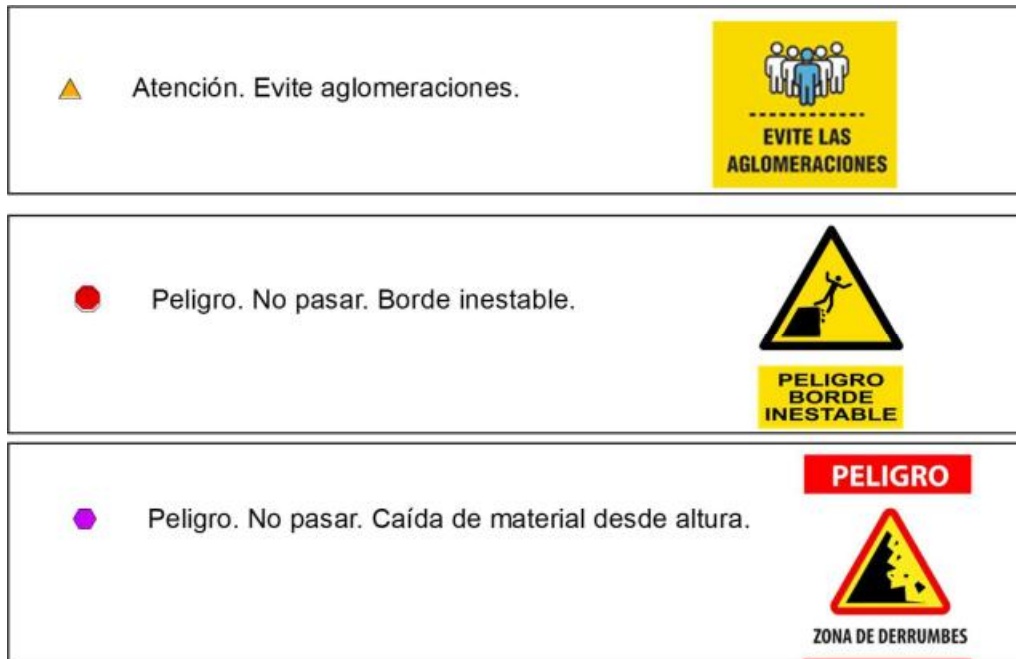 Atención. Evite aglomeraciones.
EVITE LAS
AGLOMERACIONES
Peligro. No pasar. Borde inestable.
PELIGRO
BORDE
INESTABLE
Peligro. No pasar. Caída de material desde altura.
PELIGRO
ZONA DE DERRUMBES